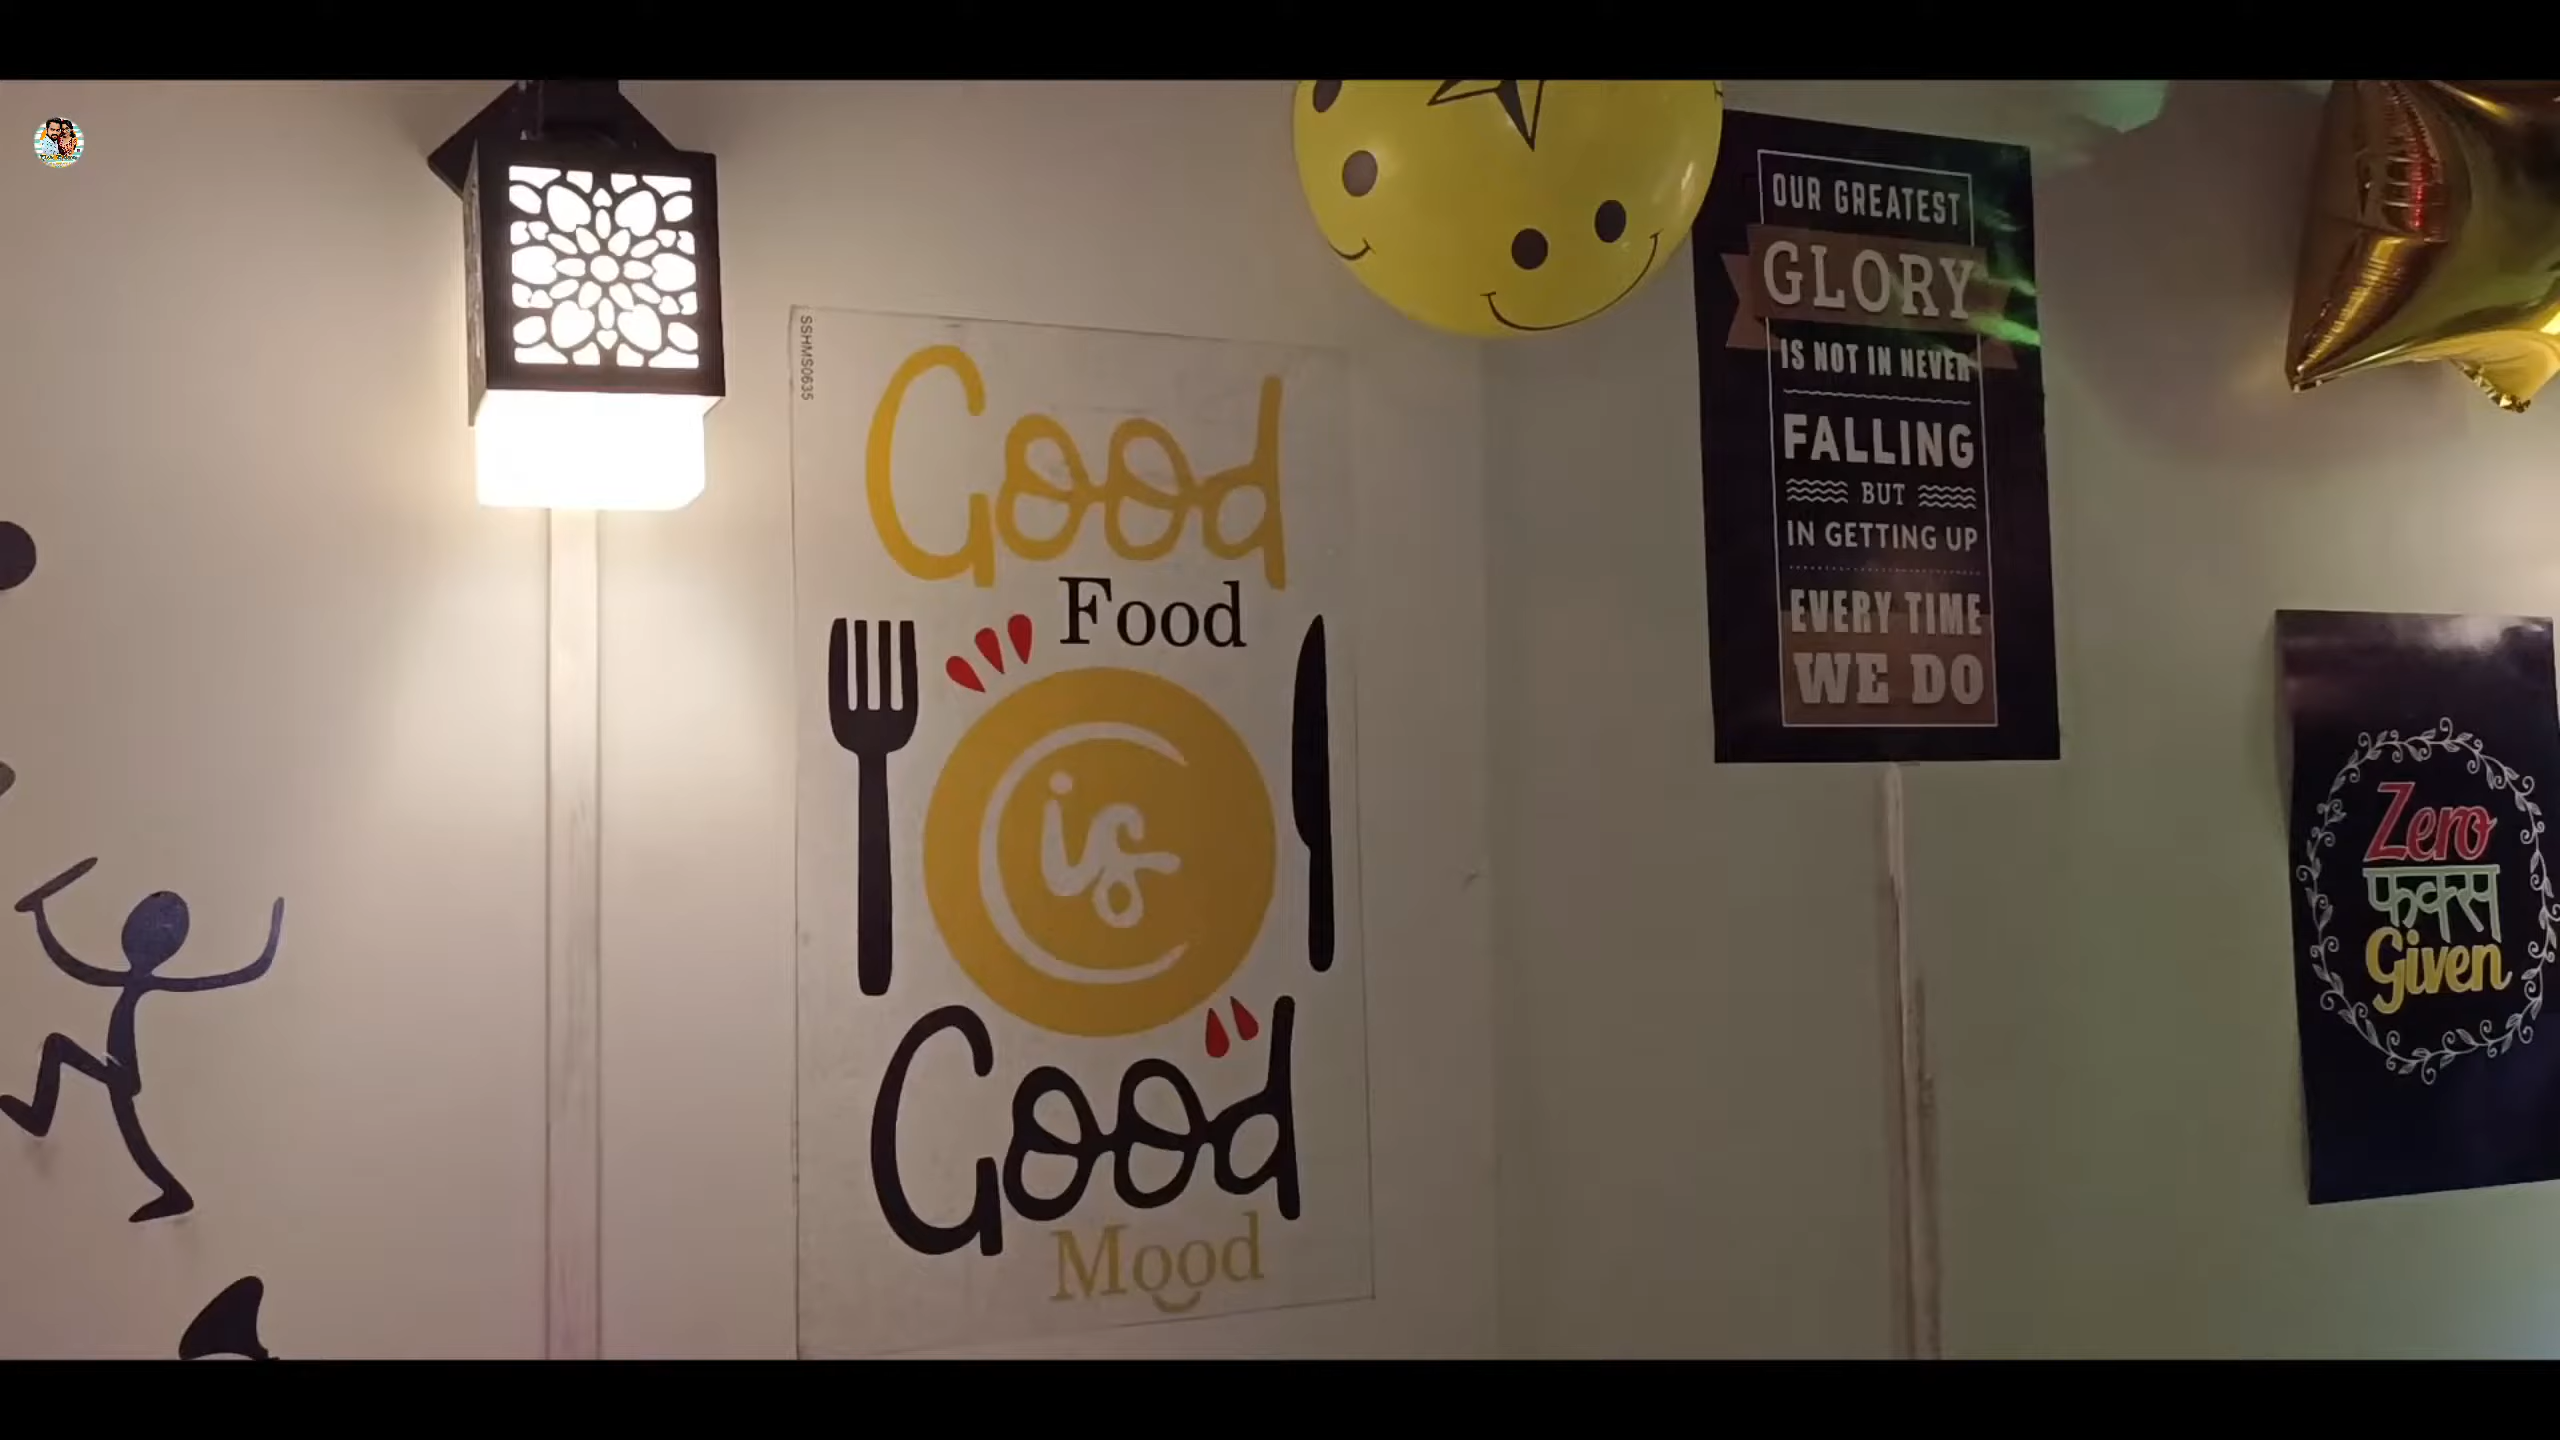 SSHMS0635
Good
Food
is
Good
Mood
OUR GREATEST
GLORY
IS NOT IN NEVER
FALLING
BUT
IN GETTING UP
EVERY TIME
WE DO
Zero
फक्स
Given